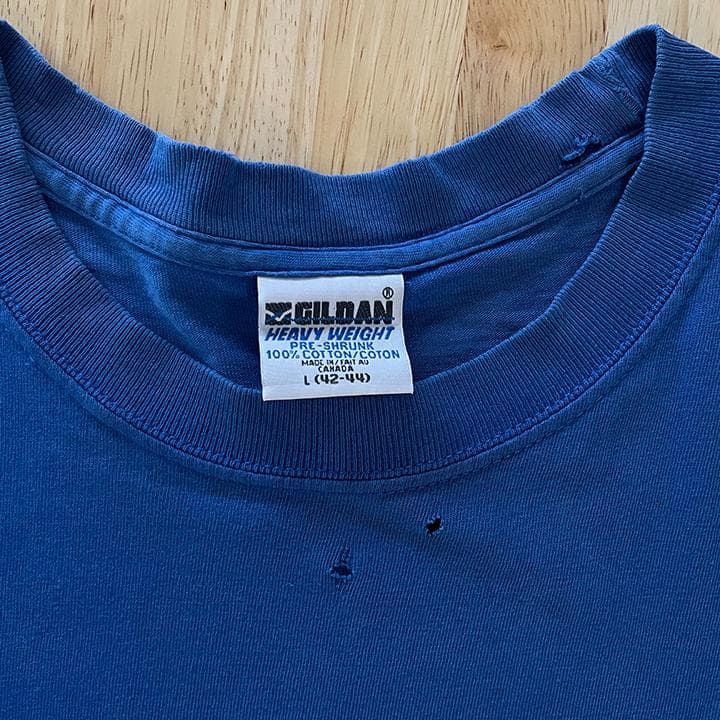 ®
GILDAN
HEAVY WEIGHT
PRE-SHRUNK
100% COTTON/COTON
MADE IN/FAIT AU
CANADA
L (42-44)